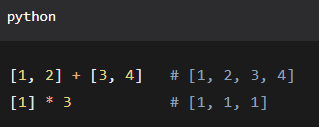 python
[1, 2] + [3, 4]   # [1, 2, 3, 4]
[1] * 3           # [1, 1, 1]